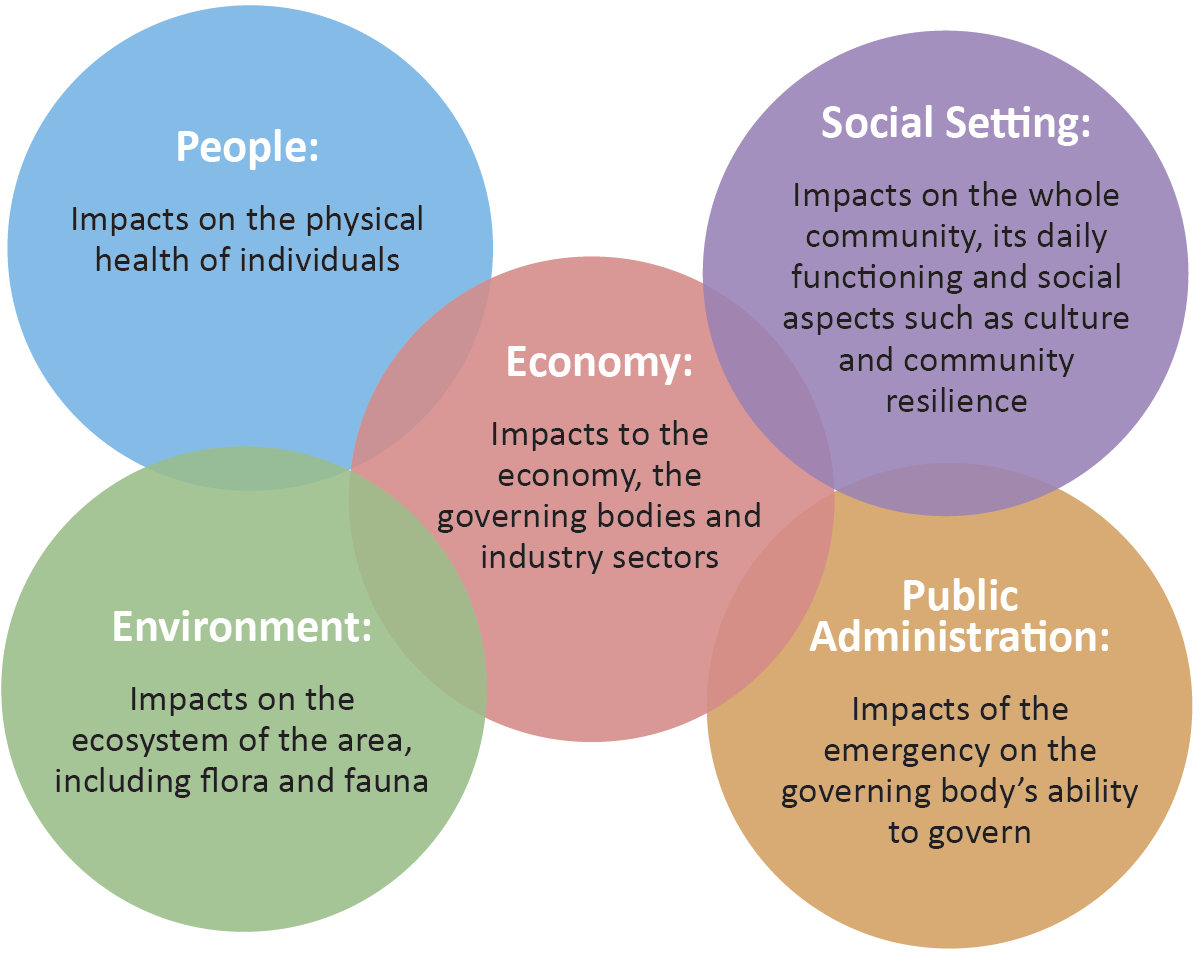 People:
Impacts on the physical
health of individuals
Social Setting:
Impacts on the whole
community, its daily
functioning and social
aspects such as culture
and community
resilience
Economy:
Impacts to the
economy, the
governing bodies and
industry sectors
Environment:
Impacts on the
ecosystem of the area,
including flora and fauna
Public
Administration:
Impacts of the
emergency on the
governing body’s ability
to govern